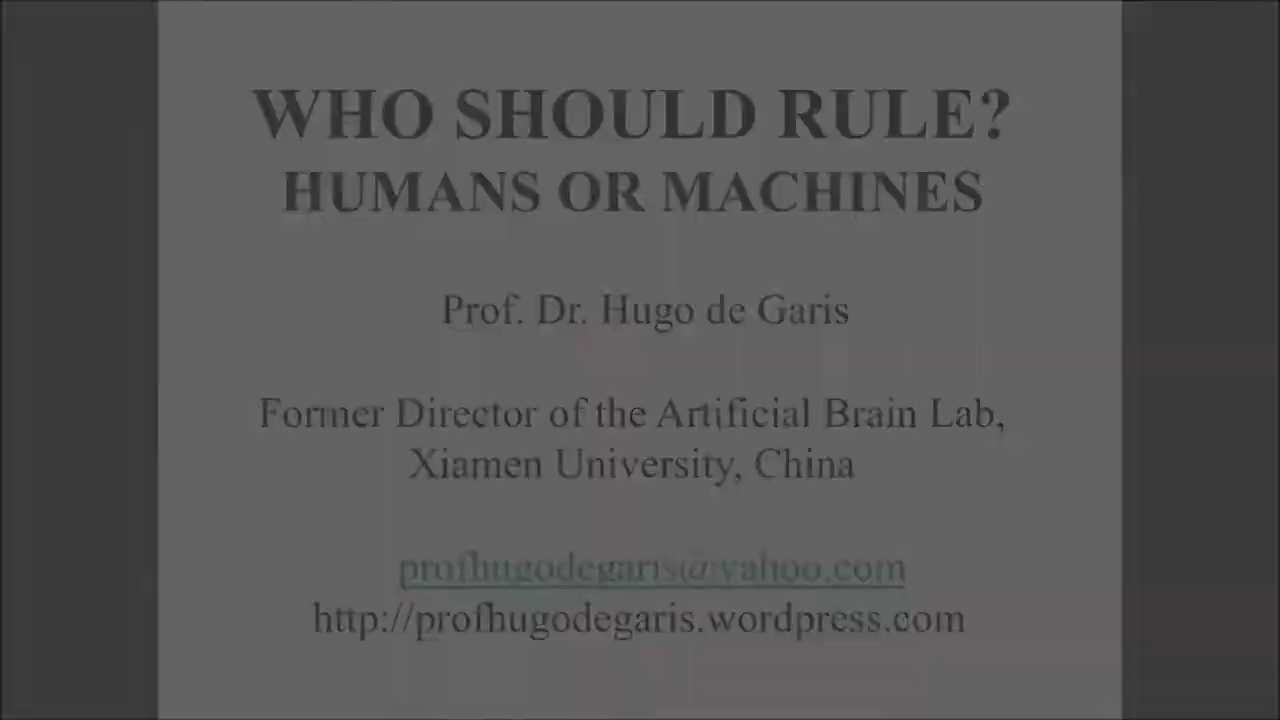 WHO SHOULD RULE?
HUMANS OR MACHINES
Prof. Dr. Hugo de Garis
Former Director of the Artificial Brain Lab,
Xiamen University, China
profhugodegaris@yahoo.com
http://profhugodegaris.wordpress.com